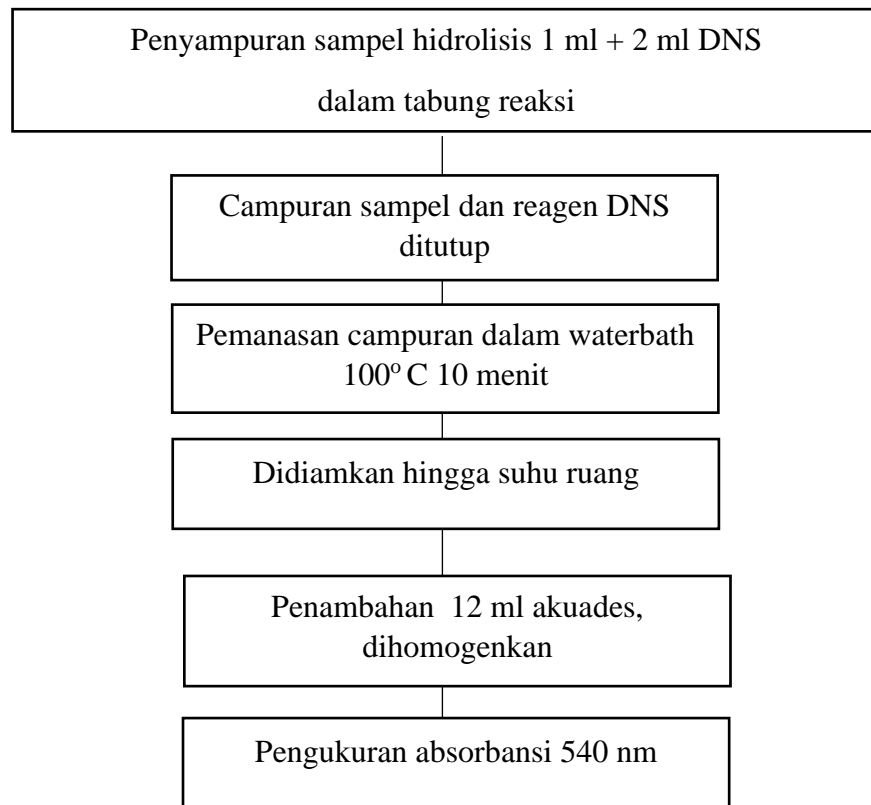 Penyampuran sampel hidrolisis 1 ml + 2 ml DNS
dalam tabung reaksi
Campuran sampel dan reagen DNS
ditutup
Pemanasan campuran dalam waterbath
100º C 10 menit
Didiamkan hingga suhu ruang
Penambahan  12 ml akuades,
dihomogenkan
Pengukuran absorbansi 540 nm